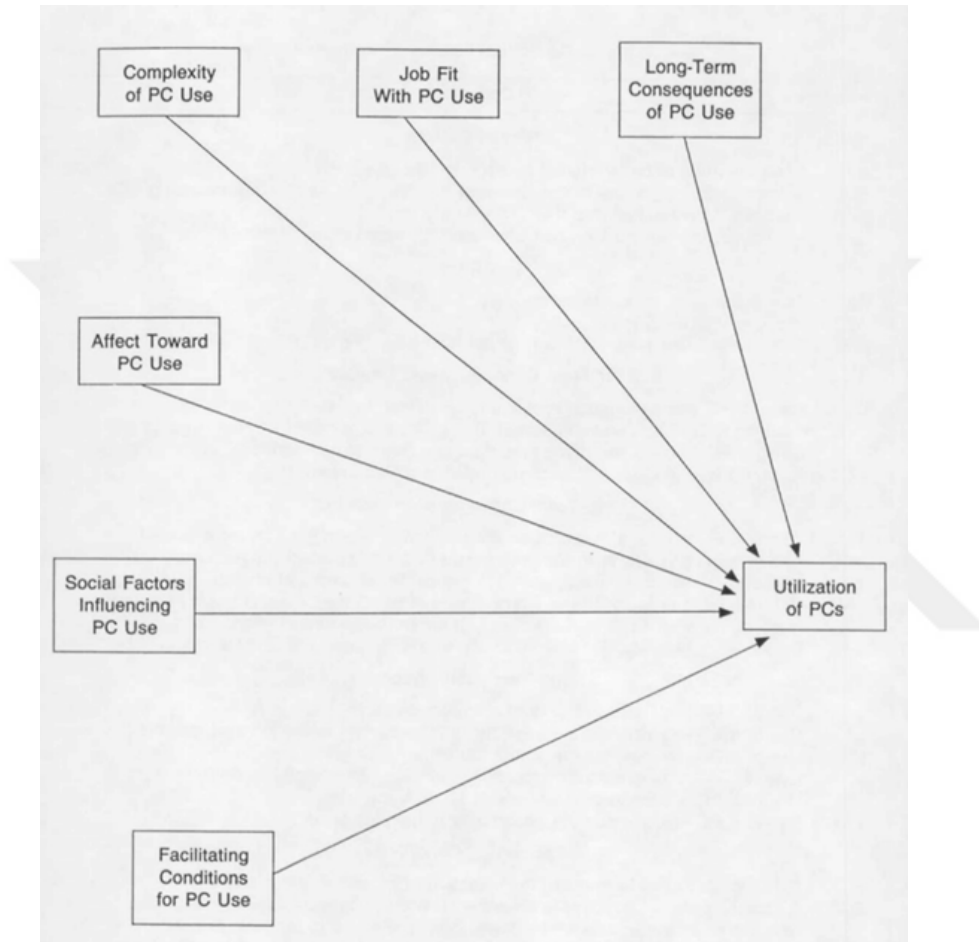 Complexity
of PC Use
Job Fit
With PC Use
Long-Term
Consequences
of PC Use
Affect Toward
PC Use
Social Factors
Influencing
PC Use
Utilization
of PCs
Facilitating
Conditions
for PC Use